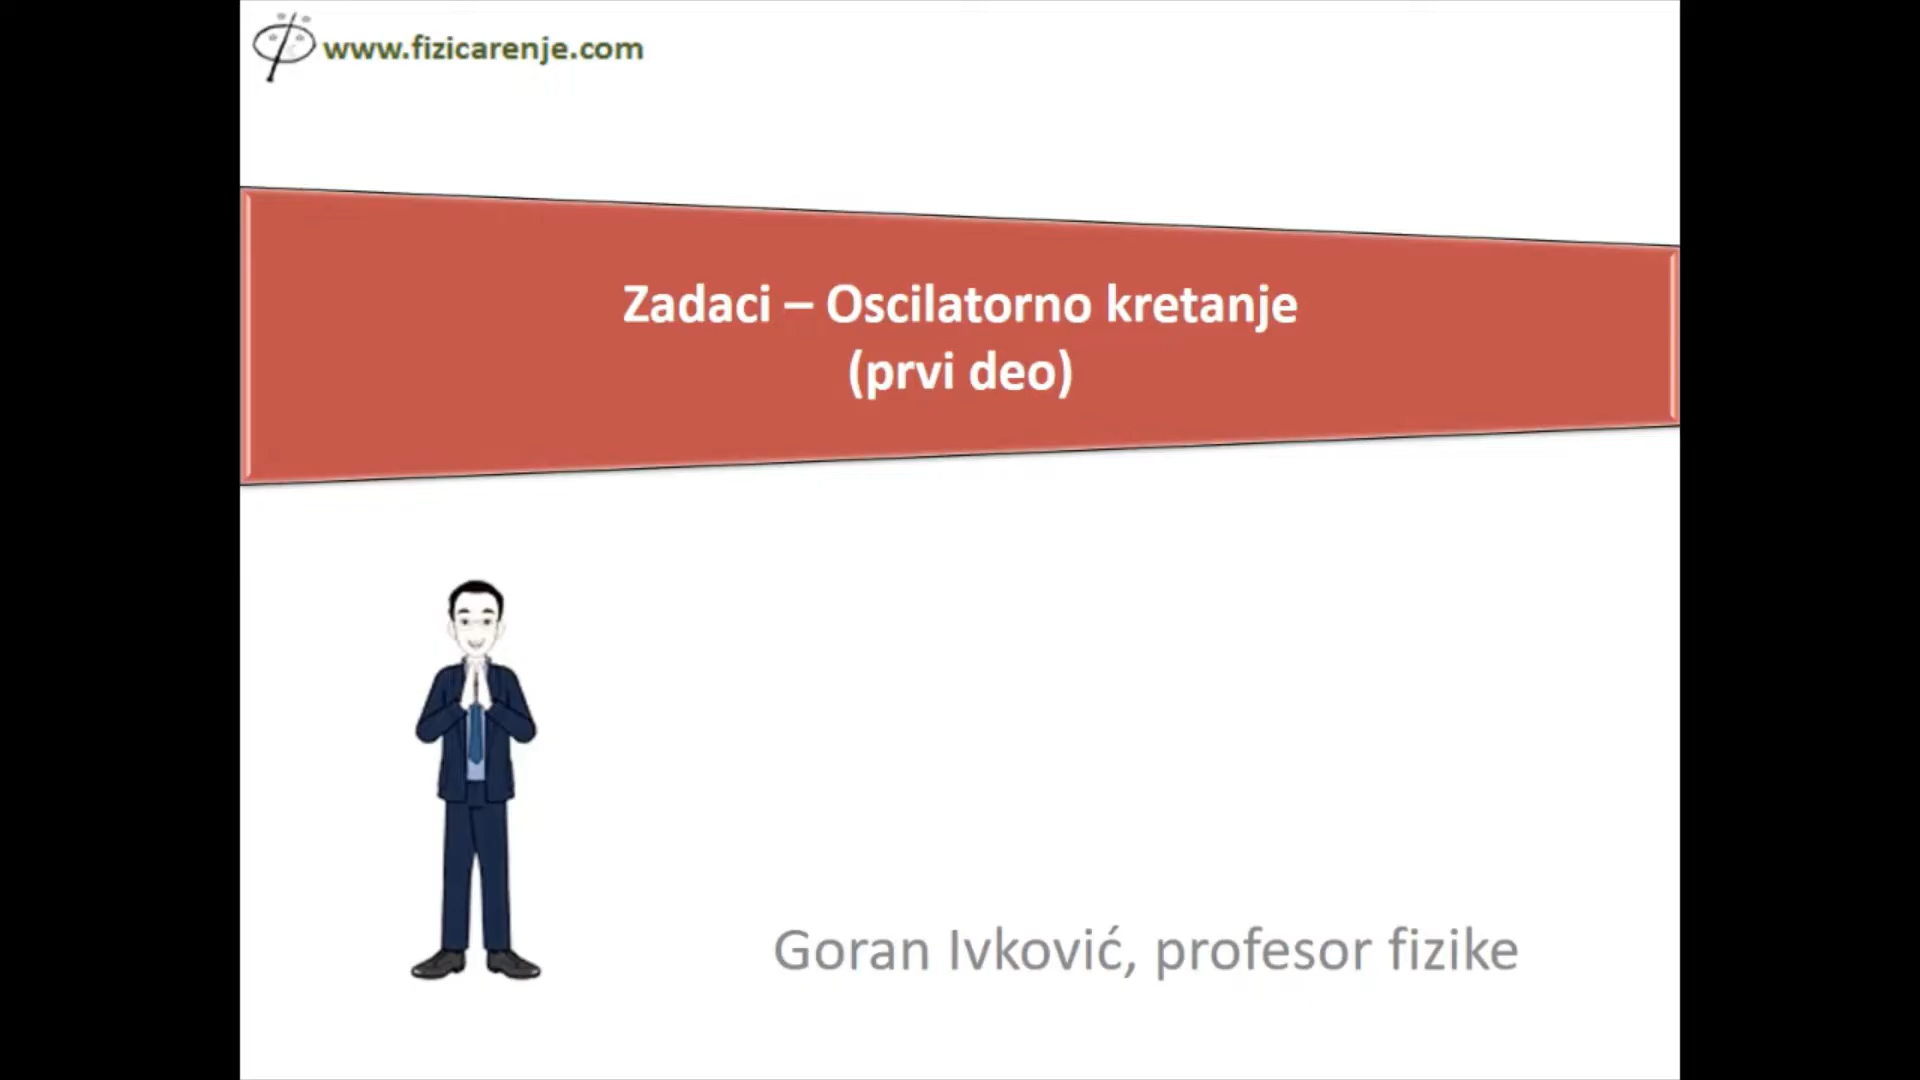 www.fizicarenje.com
Zadaci – Oscilatorno kretanje
(prvi deo)
Goran Ivković, profesor fizike